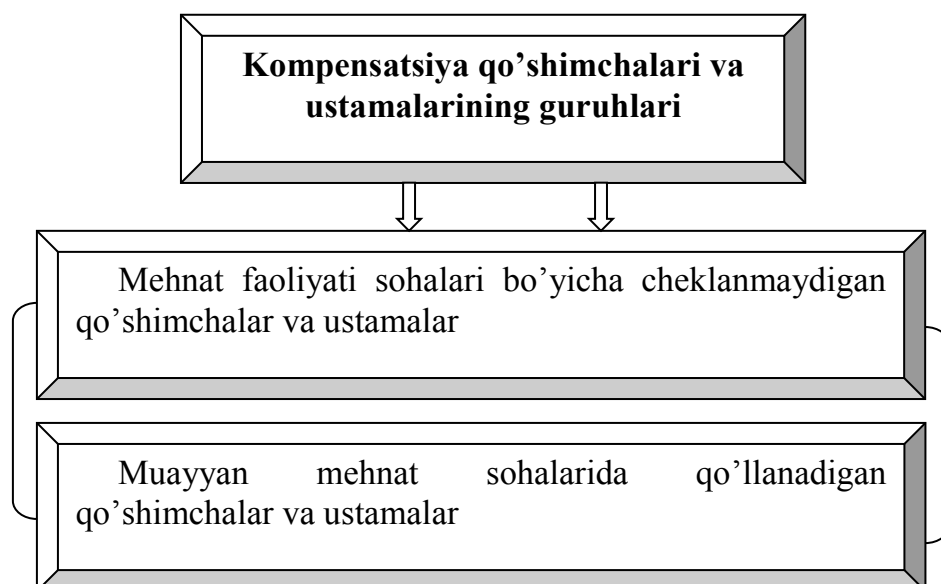 Kompensatsiya qo’shimchalari va
ustamalarining guruhlari
Mehnat faoliyati sohalari bo’yicha cheklanmaydigan
qo’shimchalar va ustamalar
Muayyan mehnat sohalarida qo’llanadigan
qo’shimchalar va ustamalar